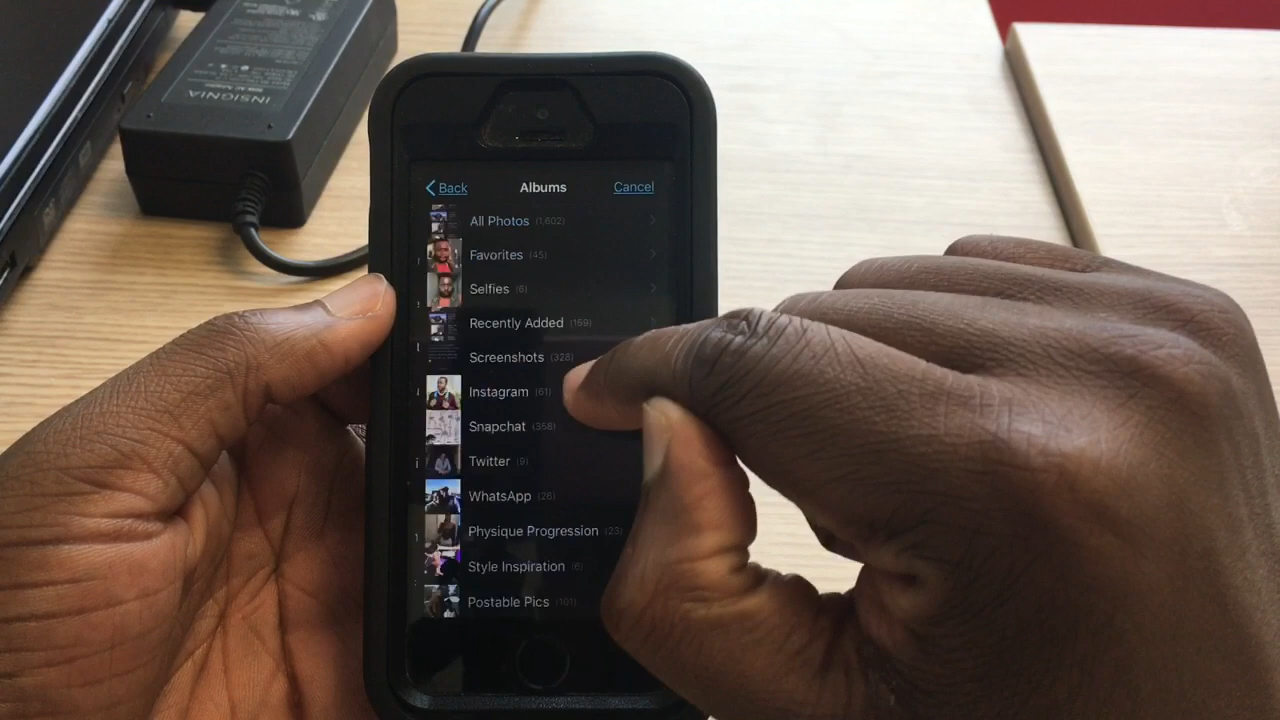 INSIGNIA
Back Albums Cancel
All Photos (1,602)
Favorites (45)
Selfies (6)
Recently Added (159)
Screenshots (328)
Instagram (61)
Snapchat (358)
Twitter (9)
WhatsApp (26)
Physique Progression (23)
Style Inspiration (6)
Postable Pics (101)